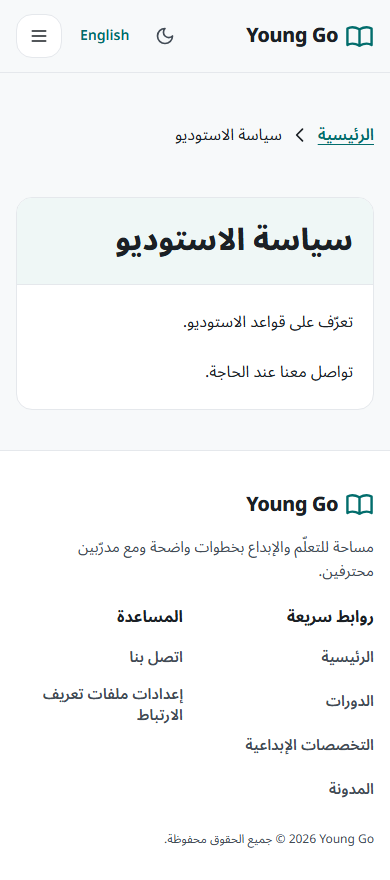 Young Go
English
الرئيسية
سياسة الاستوديو
سياسة الاستوديو
تعرّف على قواعد الاستوديو.
تواصل معنا عند الحاجة.
Young Go
مساحة للتعلّم والإبداع بخطوات واضحة ومع مدرّبين
محترفين.
روابط سريعة
الرئيسية
الدورات
التخصصات الإبداعية
المدونة
المساعدة
اتصل بنا
إعدادات ملفات تعريف
الارتباط
Young Go 2026 © جميع الحقوق محفوظة.